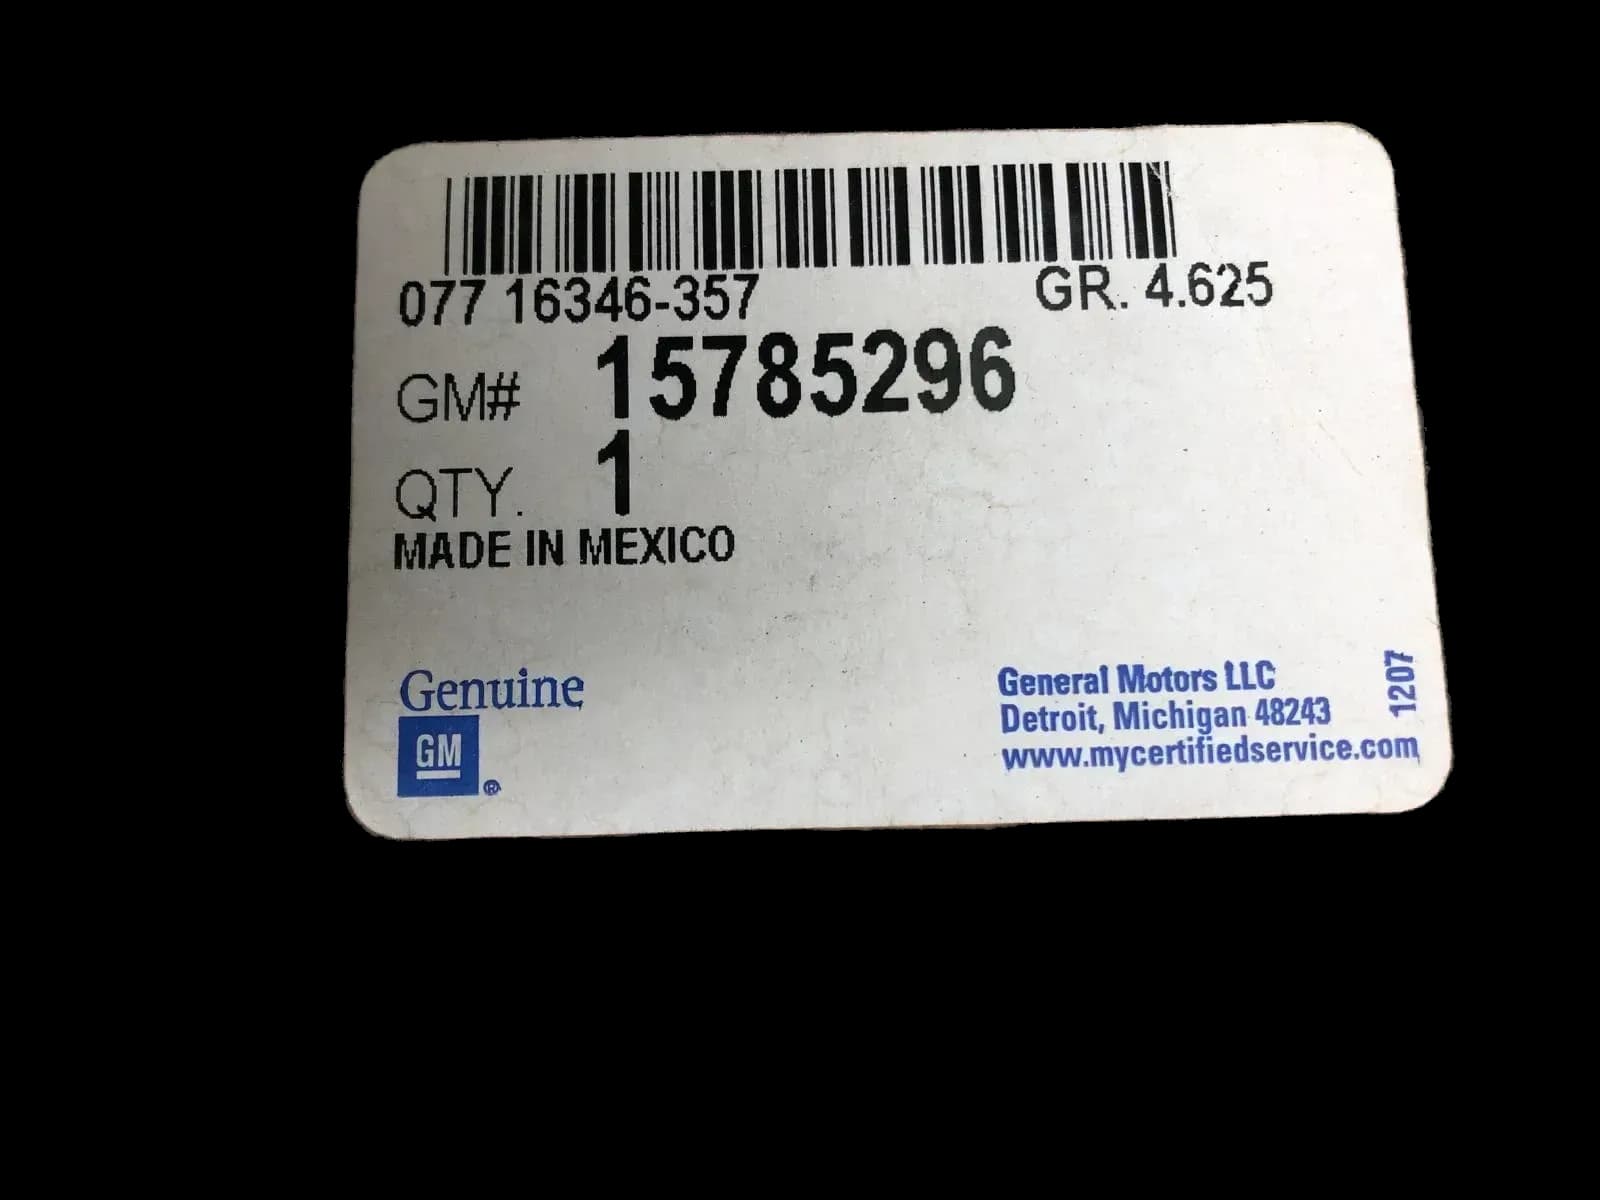 077 16346-357 GR. 4.625
GM# 15785296
QTY. 1
MADE IN MEXICO
Genuine
GM
®
General Motors LLC
Detroit, Michigan 48243
www.mycertifiedservice.com
1207